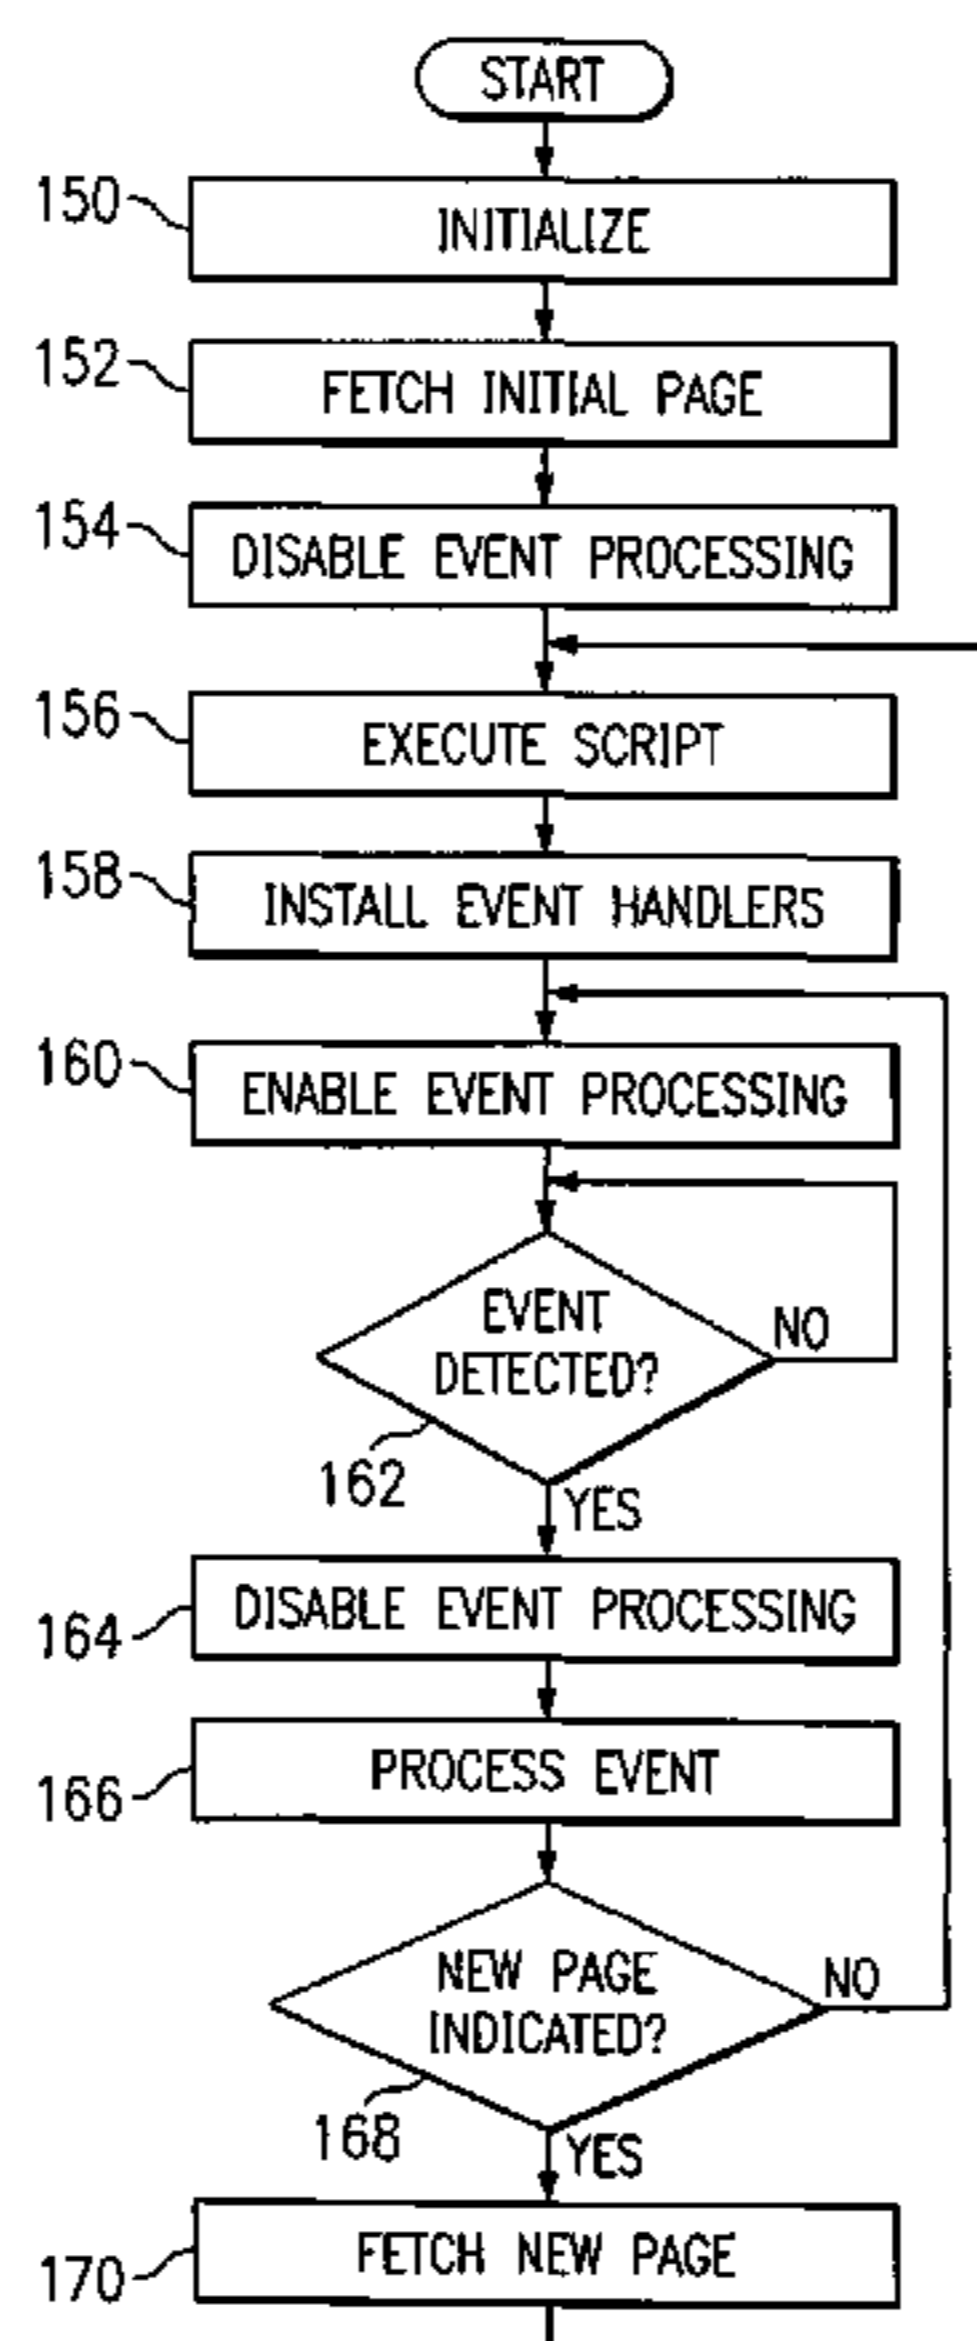 START
150
INITIALIZE
152
FETCH INITIAL PAGE
154
DISABLE EVENT PROCESSING
156
EXECUTE SCRIPT
158
INSTALL EVENT HANDLERS
160
ENABLE EVENT PROCESSING
EVENT
DETECTED?
NO
162
YES
164
DISABLE EVENT PROCESSING
166
PROCESS EVENT
NEW PAGE
INDICATED?
NO
168
YES
170
FETCH NEW PAGE